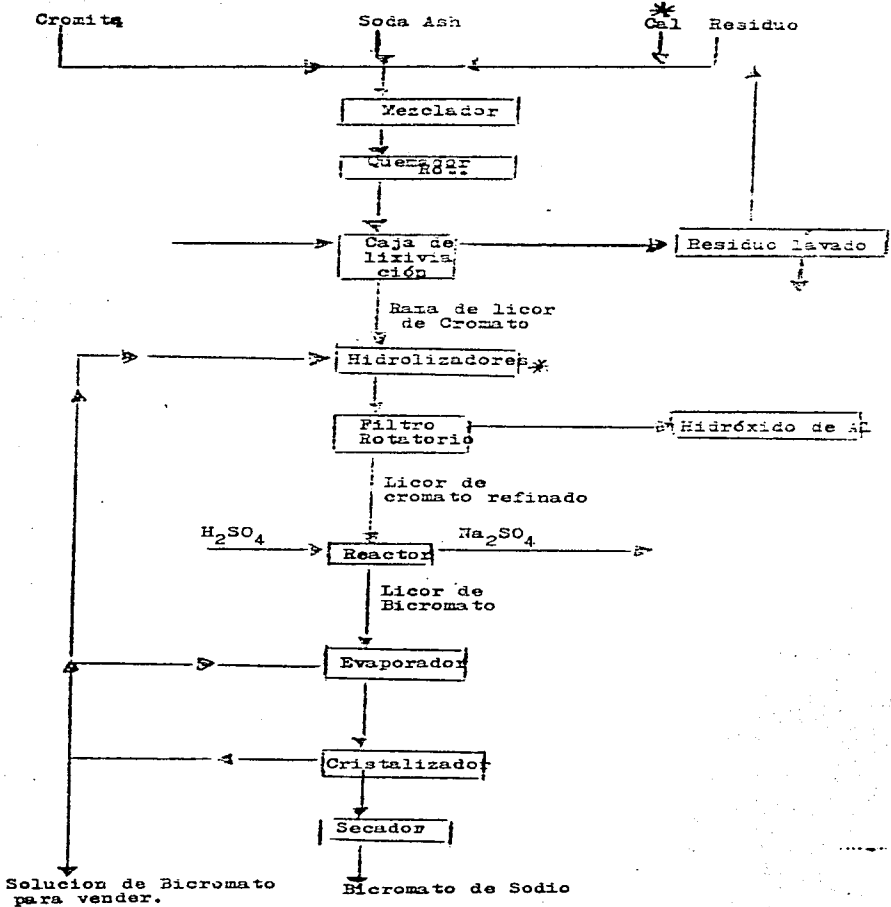 Cromita
Soda Ash
Cal
Residuo
Mezclador
Quemador
Caja de
lixivia
ción
Residuo lavado
Raza de licor
de Cromato
Hidrolizadores
Filtro
Rotatorio
Hidróxido de Al
Licor de
cromato refinado
H2SO4
Na2SO4
Reactor
Licor de
Bicromato
Evaporador
Cristalizador
Secador
Solucion de Bicromato
para vender.
Bicromato de Sodio